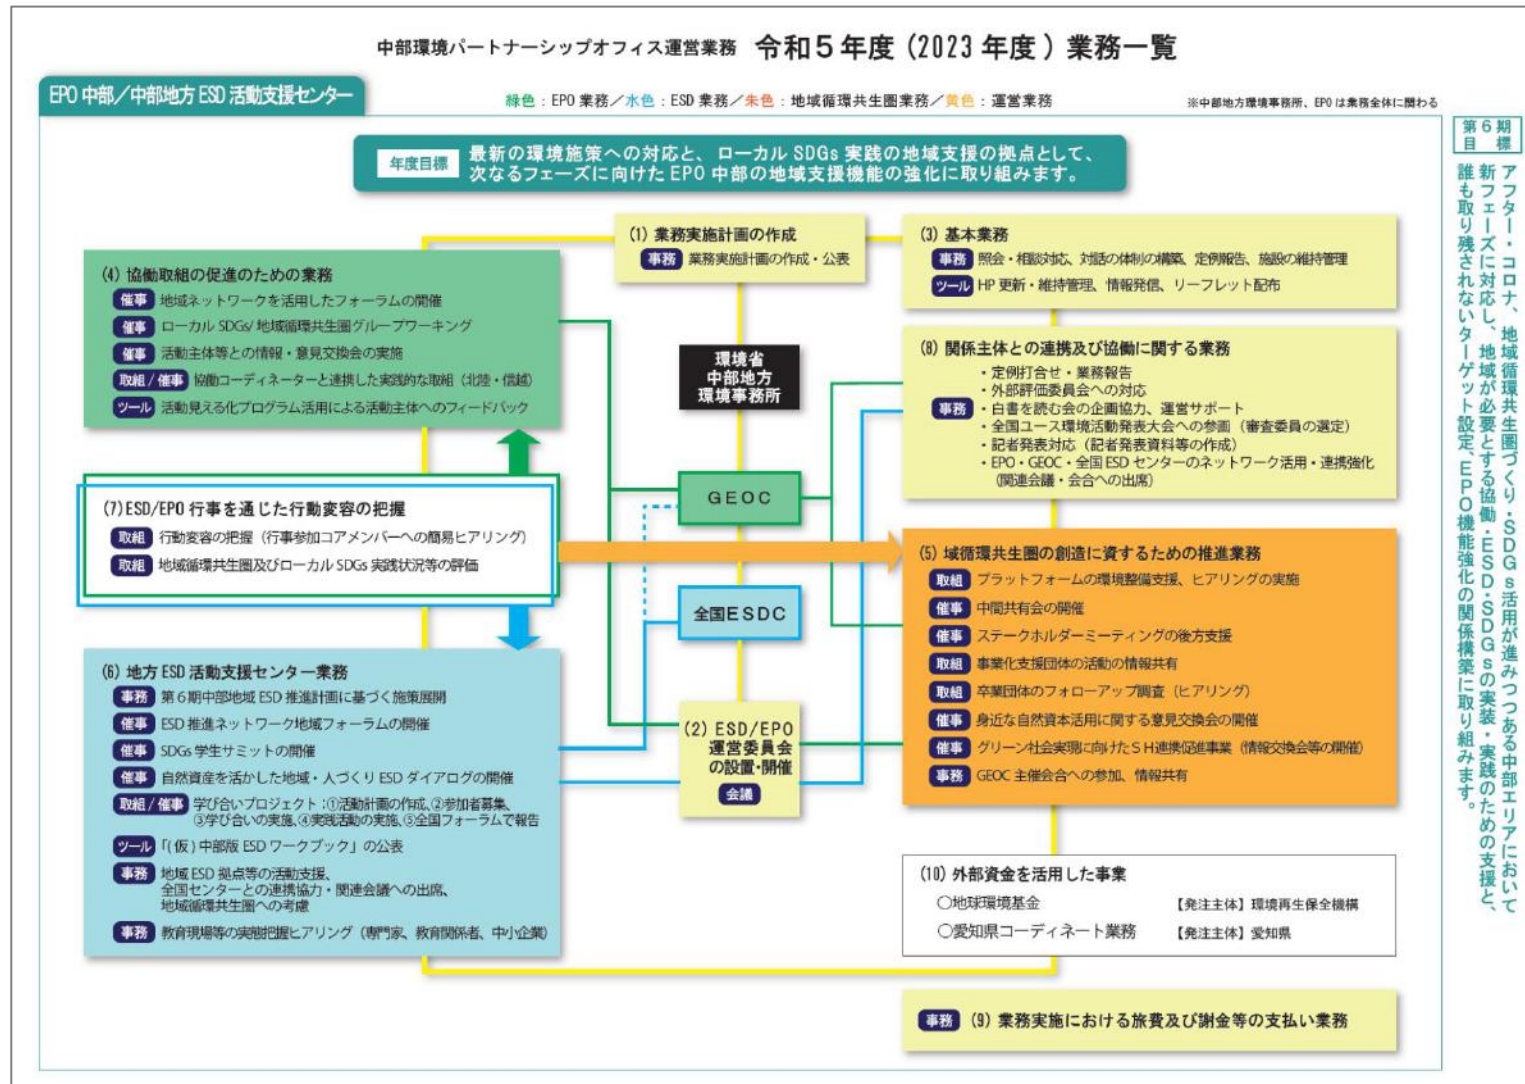 中部環境パートナーシップオフィス運営業務 令和5年度(2023年度)業務一覧
EPO中部/中部地方ESD活動支援センター
緑色:EPO業務/水色:ESD業務/朱色:地域循環共生圏業務/黄色:運営業務
※中部地方環境事務所、EPOは業務全体に関わる
年度目標
最新の環境施策への対応と、ローカルSDGs実践の地域支援の拠点として、
次なるフェーズに向けたEPO中部の地域支援機能の強化に取り組みます。
(1) 業務実施計画の作成
事務 業務実施計画の作成・公表
(3) 基本業務
事務 照会・相談対応、対話の体制の構築、定例報告、施設の維持管理
ツール HP更新・維持管理、情報発信、リーフレット配布
(4) 協働取組の促進のための業務
催事 地域ネットワークを活用したフォーラムの開催
催事 ローカルSDGs/地域循環共生圏グループワーキング
催事 活動主体等との情報・意見交換会の実施
取組/催事 協働コーディネーターと連携した実践的な取組(北陸・信越)
ツール 活動見える化プログラム活用による活動主体へのフィードバック
環境省
中部地方
環境事務所
(8) 関係主体との連携及び協働に関する業務
・定例打合せ・業務報告
・外部評価委員会への対応
事務 ・白書を読む会の企画協力、運営サポート
・全国ユース環境活動発表大会への参画(審査委員の選定)
・記者発表対応(記者発表資料等の作成)
・EPO・GEOC・全国ESDセンターのネットワーク活用・連携強化
(関連会議・会合への出席)
(7) ESD/EPO行事を通じた行動変容の把握
取組 行動変容の把握(行事参加コアメンバーへの簡易ヒアリング)
取組 地域循環共生圏及びローカルSDGs実践状況等の評価
GEOC
全国ESDC
(5) 域循環共生圏の創造に資するための推進業務
取組 プラットフォームの環境整備支援、ヒアリングの実施
催事 中間共有会の開催
催事 ステークホルダーミーティングの後方支援
取組 事業化支援団体の活動の情報共有
取組 卒業団体のフォローアップ調査(ヒアリング)
催事 身近な自然資本活用に関する意見交換会の開催
催事 グリーン社会実現に向けたSH連携促進事業(情報交換会等の開催)
事務 GEOC主催会合への参加、情報共有
(6) 地方ESD活動支援センター業務
事務 第6期中部地域ESD推進計画に基づく施策展開
催事 ESD推進ネットワーク地域フォーラムの開催
催事 SDGs学生サミットの開催
催事 自然資産を活かした地域・人づくりESDダイアログの開催
取組/催事 学び合いプロジェクト:①活動計画の作成、②参加者募集、
③学び合いの実施、④実践活動の実施、⑤全国フォーラムで報告
ツール 「(仮)中部版ESDワークブック」の公表
事務 地域ESD拠点等の活動支援、
全国センターとの連携協力・関連会議への出席、
地域循環共生圏への考慮
事務 教育現場等の実態把握ヒアリング(専門家、教育関係者、中小企業)
(2) ESD/EPO
運営委員会
の設置・開催
会議
(10) 外部資金を活用した事業
○地球環境基金 【発注主体】環境再生保全機構
○愛知県コーディネート業務 【発注主体】愛知県
事務 (9) 業務実施における旅費及び謝金等の支払い業務
第6期
目標
アフター・コロナ、地域循環共生圏づくり・SDGs活用が進みつつある中部エリアにおいて
新フェーズに対応し、地域が必要とする協働・ESD・SDGsの実装・実践のための支援と、
誰も取り残されないターゲット設定、EPO機能強化の関係構築に取り組みます。